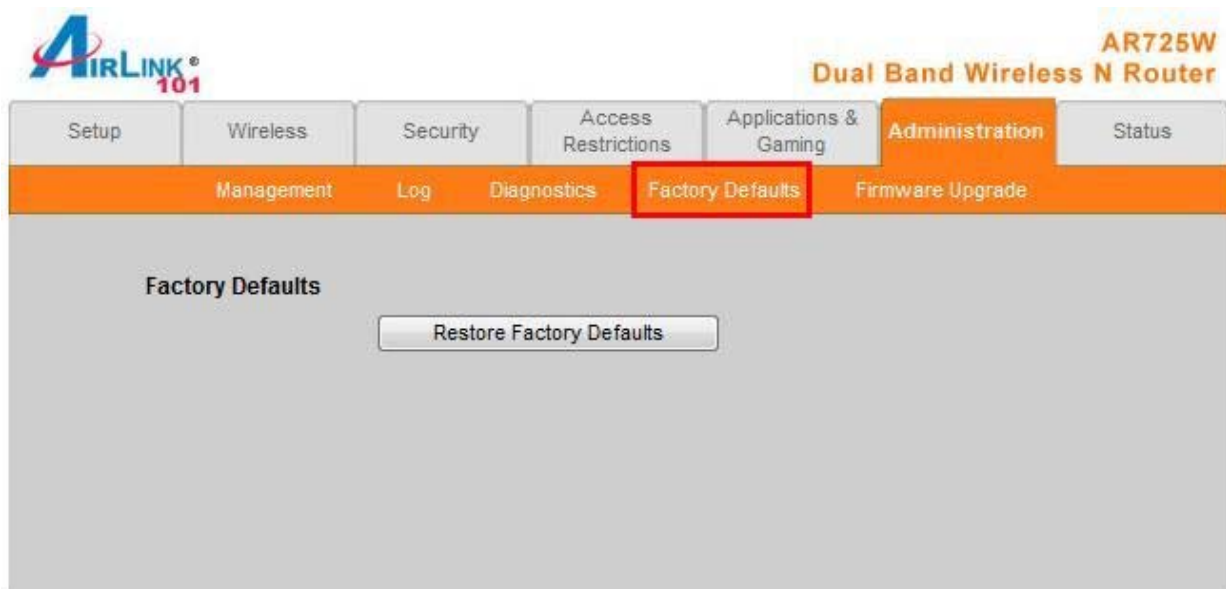 AIRLINK®
101
AR725W
Dual Band Wireless N Router
Setup
Wireless
Security
Access
Restrictions
Applications &
Gaming
Administration
Status
Management
Log
Diagnostics
Factory Defaults
Firmware Upgrade
Factory Defaults
Restore Factory Defaults